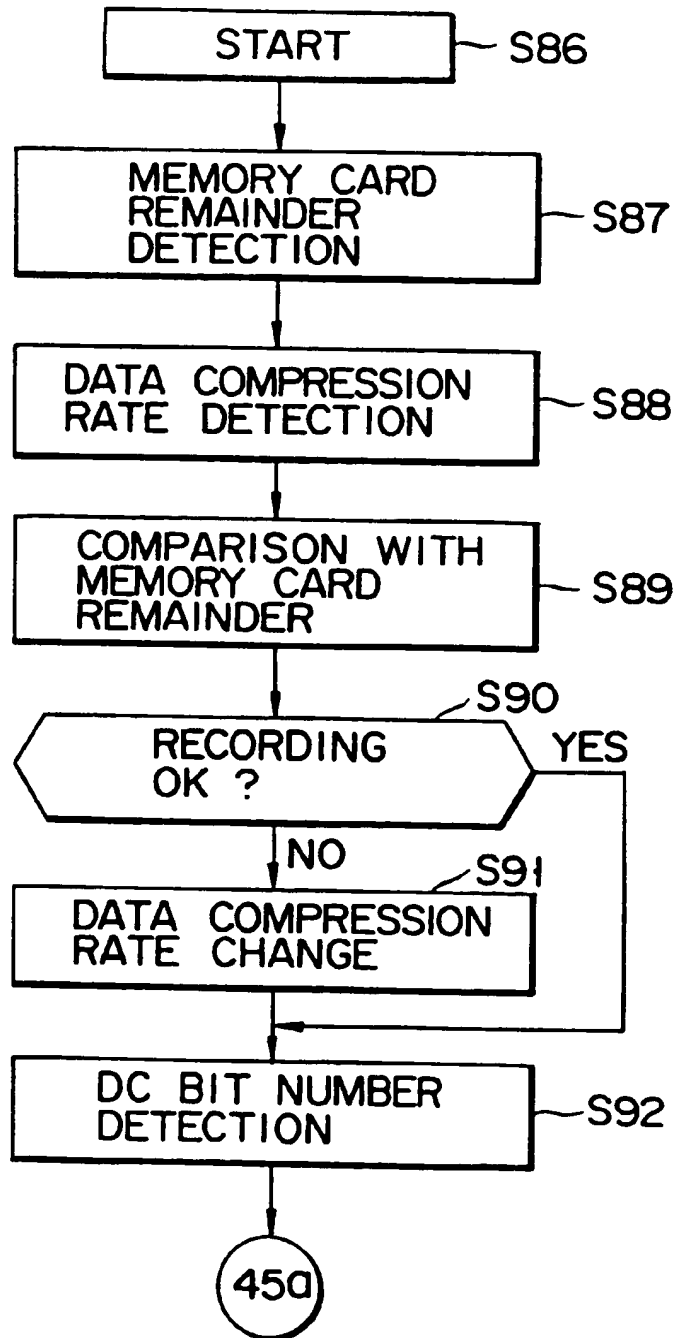 START
S86
MEMORY CARD
REMAINDER
DETECTION
S87
DATA COMPRESSION
RATE DETECTION
S88
COMPARISON WITH
MEMORY CARD
REMAINDER
S89
S90
RECORDING
OK ?
YES
NO
S91
DATA COMPRESSION
RATE CHANGE
DC BIT NUMBER
DETECTION
S92
45a